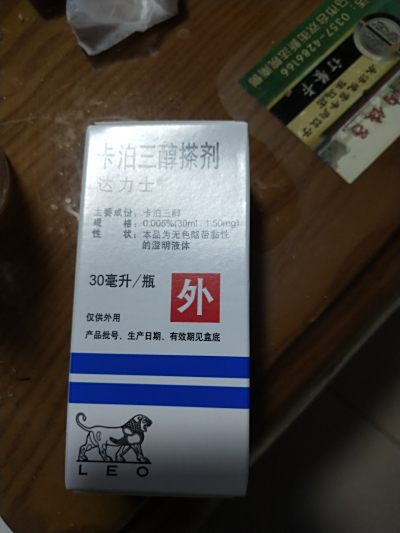 卡泊三醇搽剂
达力士®
主要成份：卡泊三醇
规 格：0.005%(30ml：1.50mg)
性 状：本品为无色略带黏性
的澄明液体
30毫升/瓶
外
仅供外用
产品批号、生产日期、有效期见盒底
LEO
0357-4286166